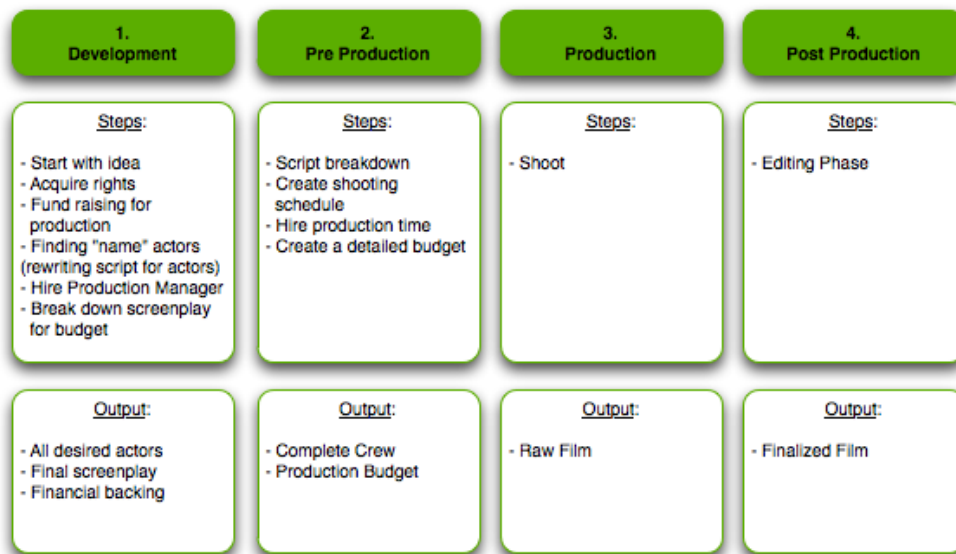 1.
Development
2.
Pre Production
3.
Production
4.
Post Production
Steps:
- Start with idea
- Acquire rights
- Fund raising for
production
- Finding "name" actors
(rewriting script for actors)
- Hire Production Manager
- Break down screenplay
for budget
Steps:
- Script breakdown
- Create shooting
schedule
- Hire production time
- Create a detailed budget
Steps:
- Shoot
Steps:
- Editing Phase
Output:
- All desired actors
- Final screenplay
- Financial backing
Output:
- Complete Crew
- Production Budget
Output:
- Raw Film
Output:
- Finalized Film